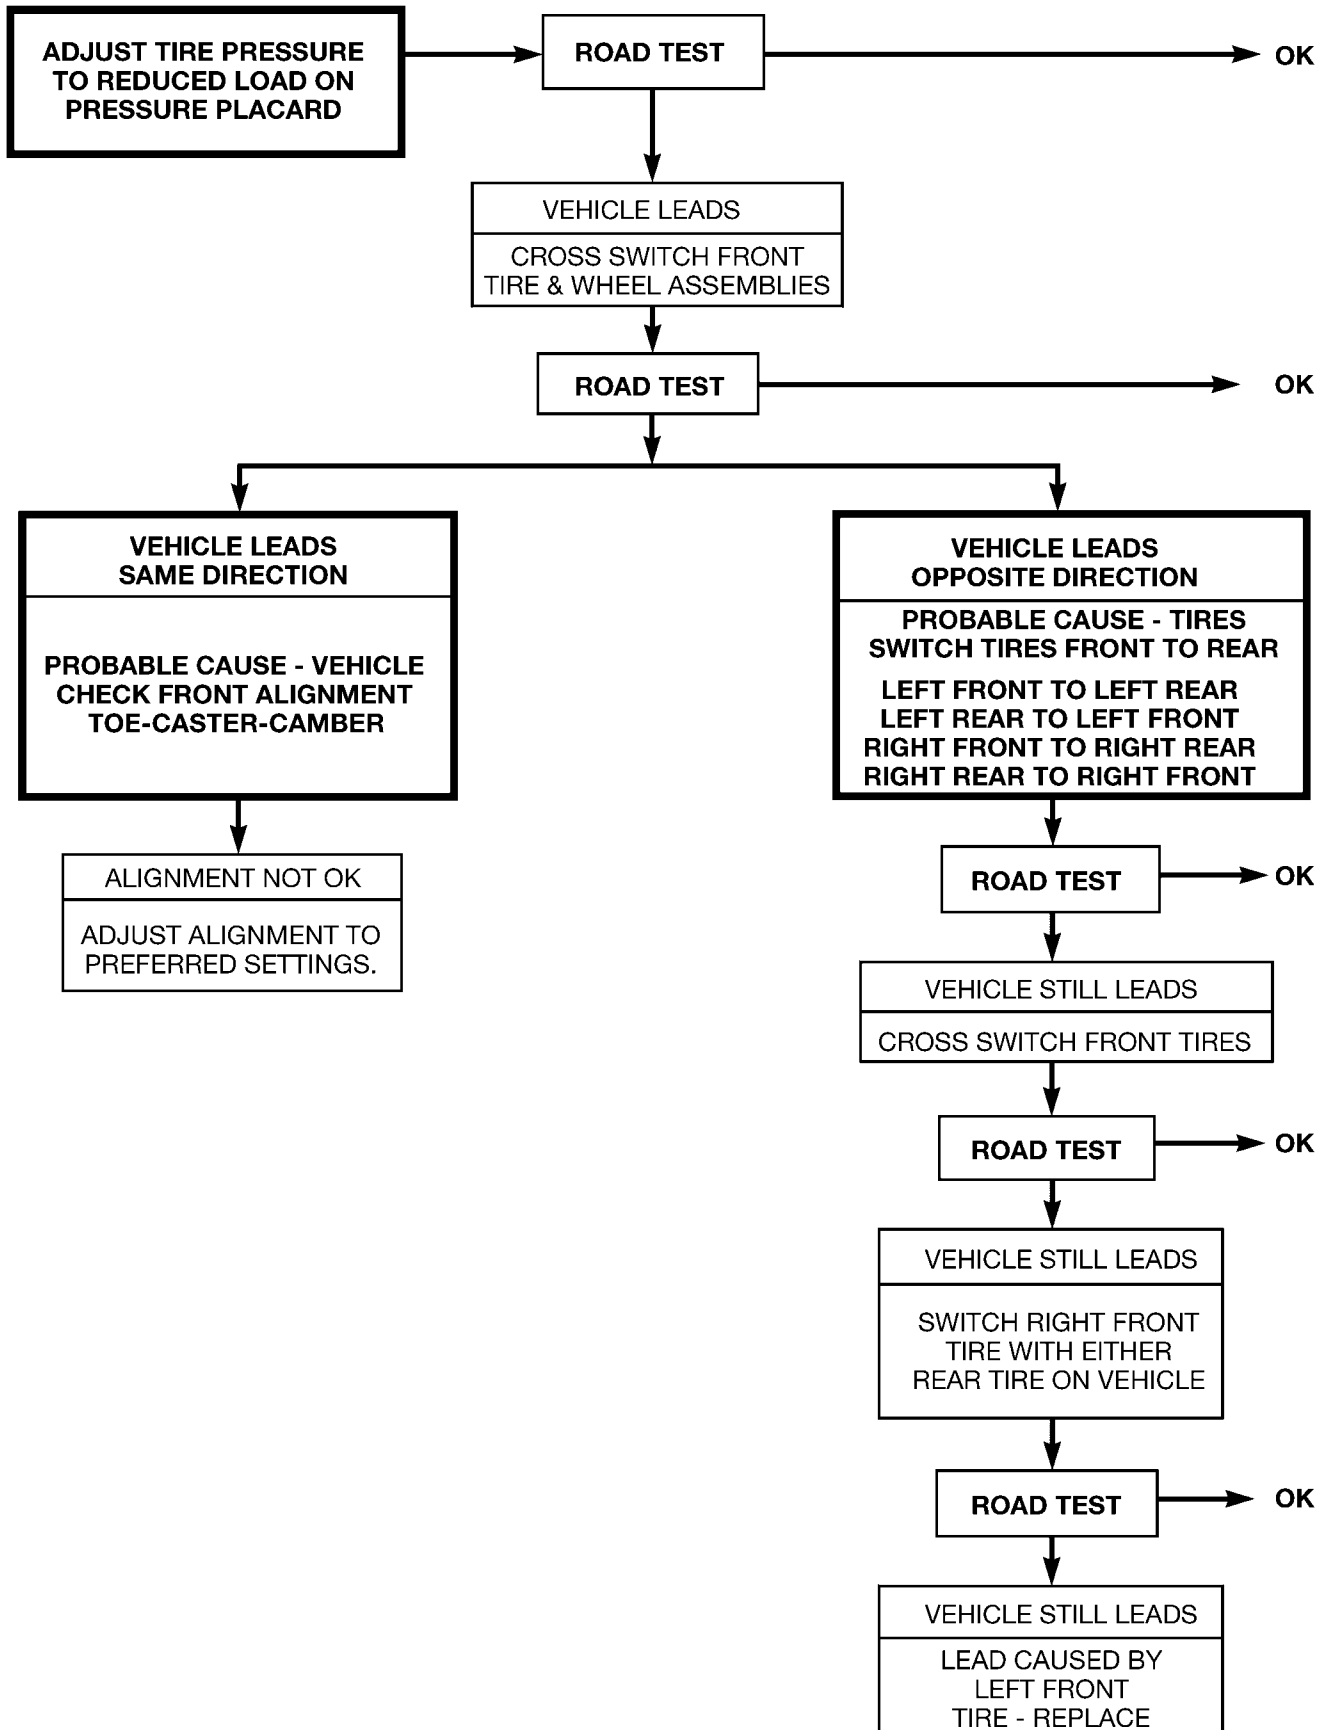 ADJUST TIRE PRESSURE
TO REDUCED LOAD ON
PRESSURE PLACARD
ROAD TEST
OK
VEHICLE LEADS
CROSS SWITCH FRONT
TIRE & WHEEL ASSEMBLIES
ROAD TEST
OK
VEHICLE LEADS
SAME DIRECTION
PROBABLE CAUSE - VEHICLE
CHECK FRONT ALIGNMENT
TOE-CASTER-CAMBER
ALIGNMENT NOT OK
ADJUST ALIGNMENT TO
PREFERRED SETTINGS.
VEHICLE LEADS
OPPOSITE DIRECTION
PROBABLE CAUSE - TIRES
SWITCH TIRES FRONT TO REAR
LEFT FRONT TO LEFT REAR
LEFT REAR TO LEFT FRONT
RIGHT FRONT TO RIGHT REAR
RIGHT REAR TO RIGHT FRONT
ROAD TEST
OK
VEHICLE STILL LEADS
CROSS SWITCH FRONT TIRES
ROAD TEST
OK
VEHICLE STILL LEADS
SWITCH RIGHT FRONT
TIRE WITH EITHER
REAR TIRE ON VEHICLE
ROAD TEST
OK
VEHICLE STILL LEADS
LEAD CAUSED BY
LEFT FRONT
TIRE - REPLACE